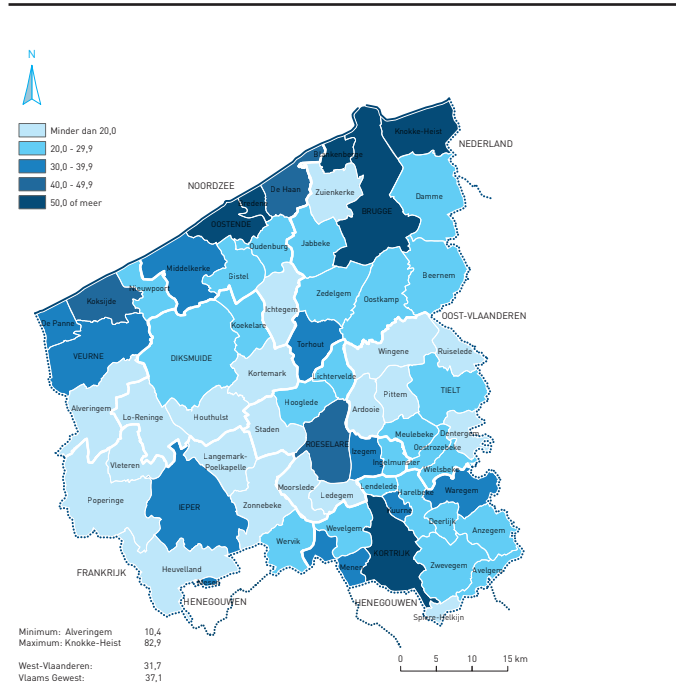 N
Minder dan 20,0
20,0 - 29,9
30,0 - 39,9
40,0 - 49,9
50,0 of meer
NOORDZEE
NEDERLAND
Knokke-Heist
Blankenberge
De Haan
Zuienkerke
Damme
Bredene
BRUGGE
OOSTENDE
Oudenburg
Jabbeke
Middelkerke
Gistel
Beernem
Nieuwpoort
Zedelgem
Oostkamp
Koksijde
Ichtegem
OOST-VLAANDEREN
De Panne
Koekelare
VEURNE
DIKSMUIDE
Torhout
Wingene
Ruiselede
Kortemark
Lichtervelde
TIELT
Pittem
Hooglede
Alveringem
Lo-Reninge
Houthulst
Ardooie
Staden
Meulebeke
Dentergem
ROESELARE
Oestrozebeke
Izegem
Langemark-
Poelkapelle
Vleteren
Ingelmunster
Wielsbeke
Moorslede
Lendelede
Harelbeke
Waregem
Ledegem
Poperinge
IEPER
Zonnebeke
Kuurne
Deerlijk
Wevelgem
Anzegem
Wervik
KORTRIJK
Zwevegem
Menen
Avelgem
Heuvelland
FRANKRIJK
Mesen
HENEGOUWEN
HENEGOUWEN
Spiere-Helkijn
Minimum: Alveringem 10,4
Maximum: Knokke-Heist 82,9
West-Vlaanderen: 31,7
Vlaams Gewest: 37,1
0 5 10 15 km